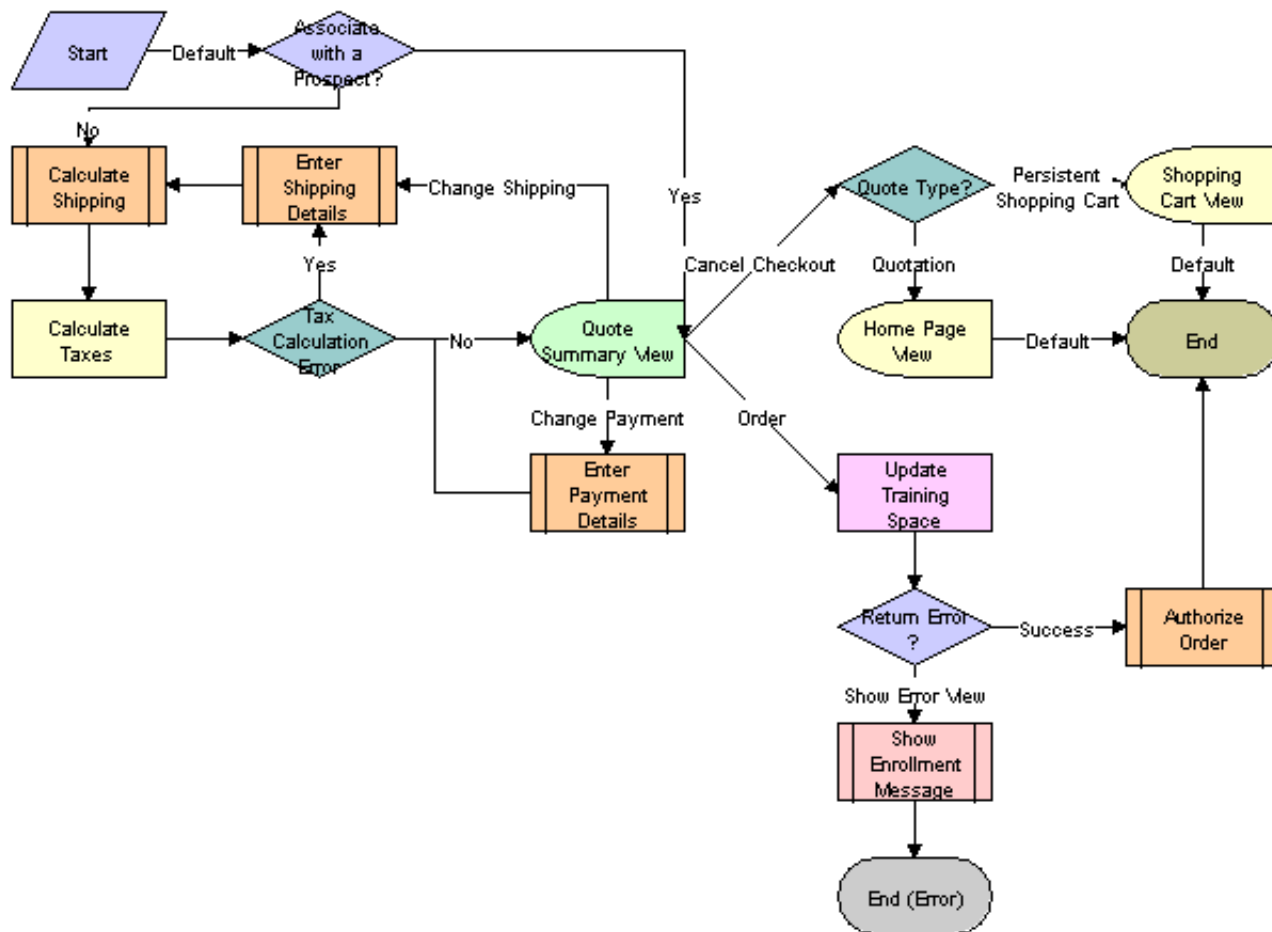 Start
Default
Associate
with a
Prospect?
No
Yes
Calculate
Shipping
Enter
Shipping
Details
Change Shipping
Quote Type?
Persistent
Shopping Cart
Shopping
Cart View
Yes
Cancel Checkout
Quotation
Default
Calculate
Taxes
Tax
Calculation
Error
No
Quote
Summary View
Home Page
View
Default
End
Change Payment
Order
Enter
Payment
Details
Update
Training
Space
Return Error
?
Success
Authorize
Order
Show Error View
Show
Enrollment
Message
End (Error)